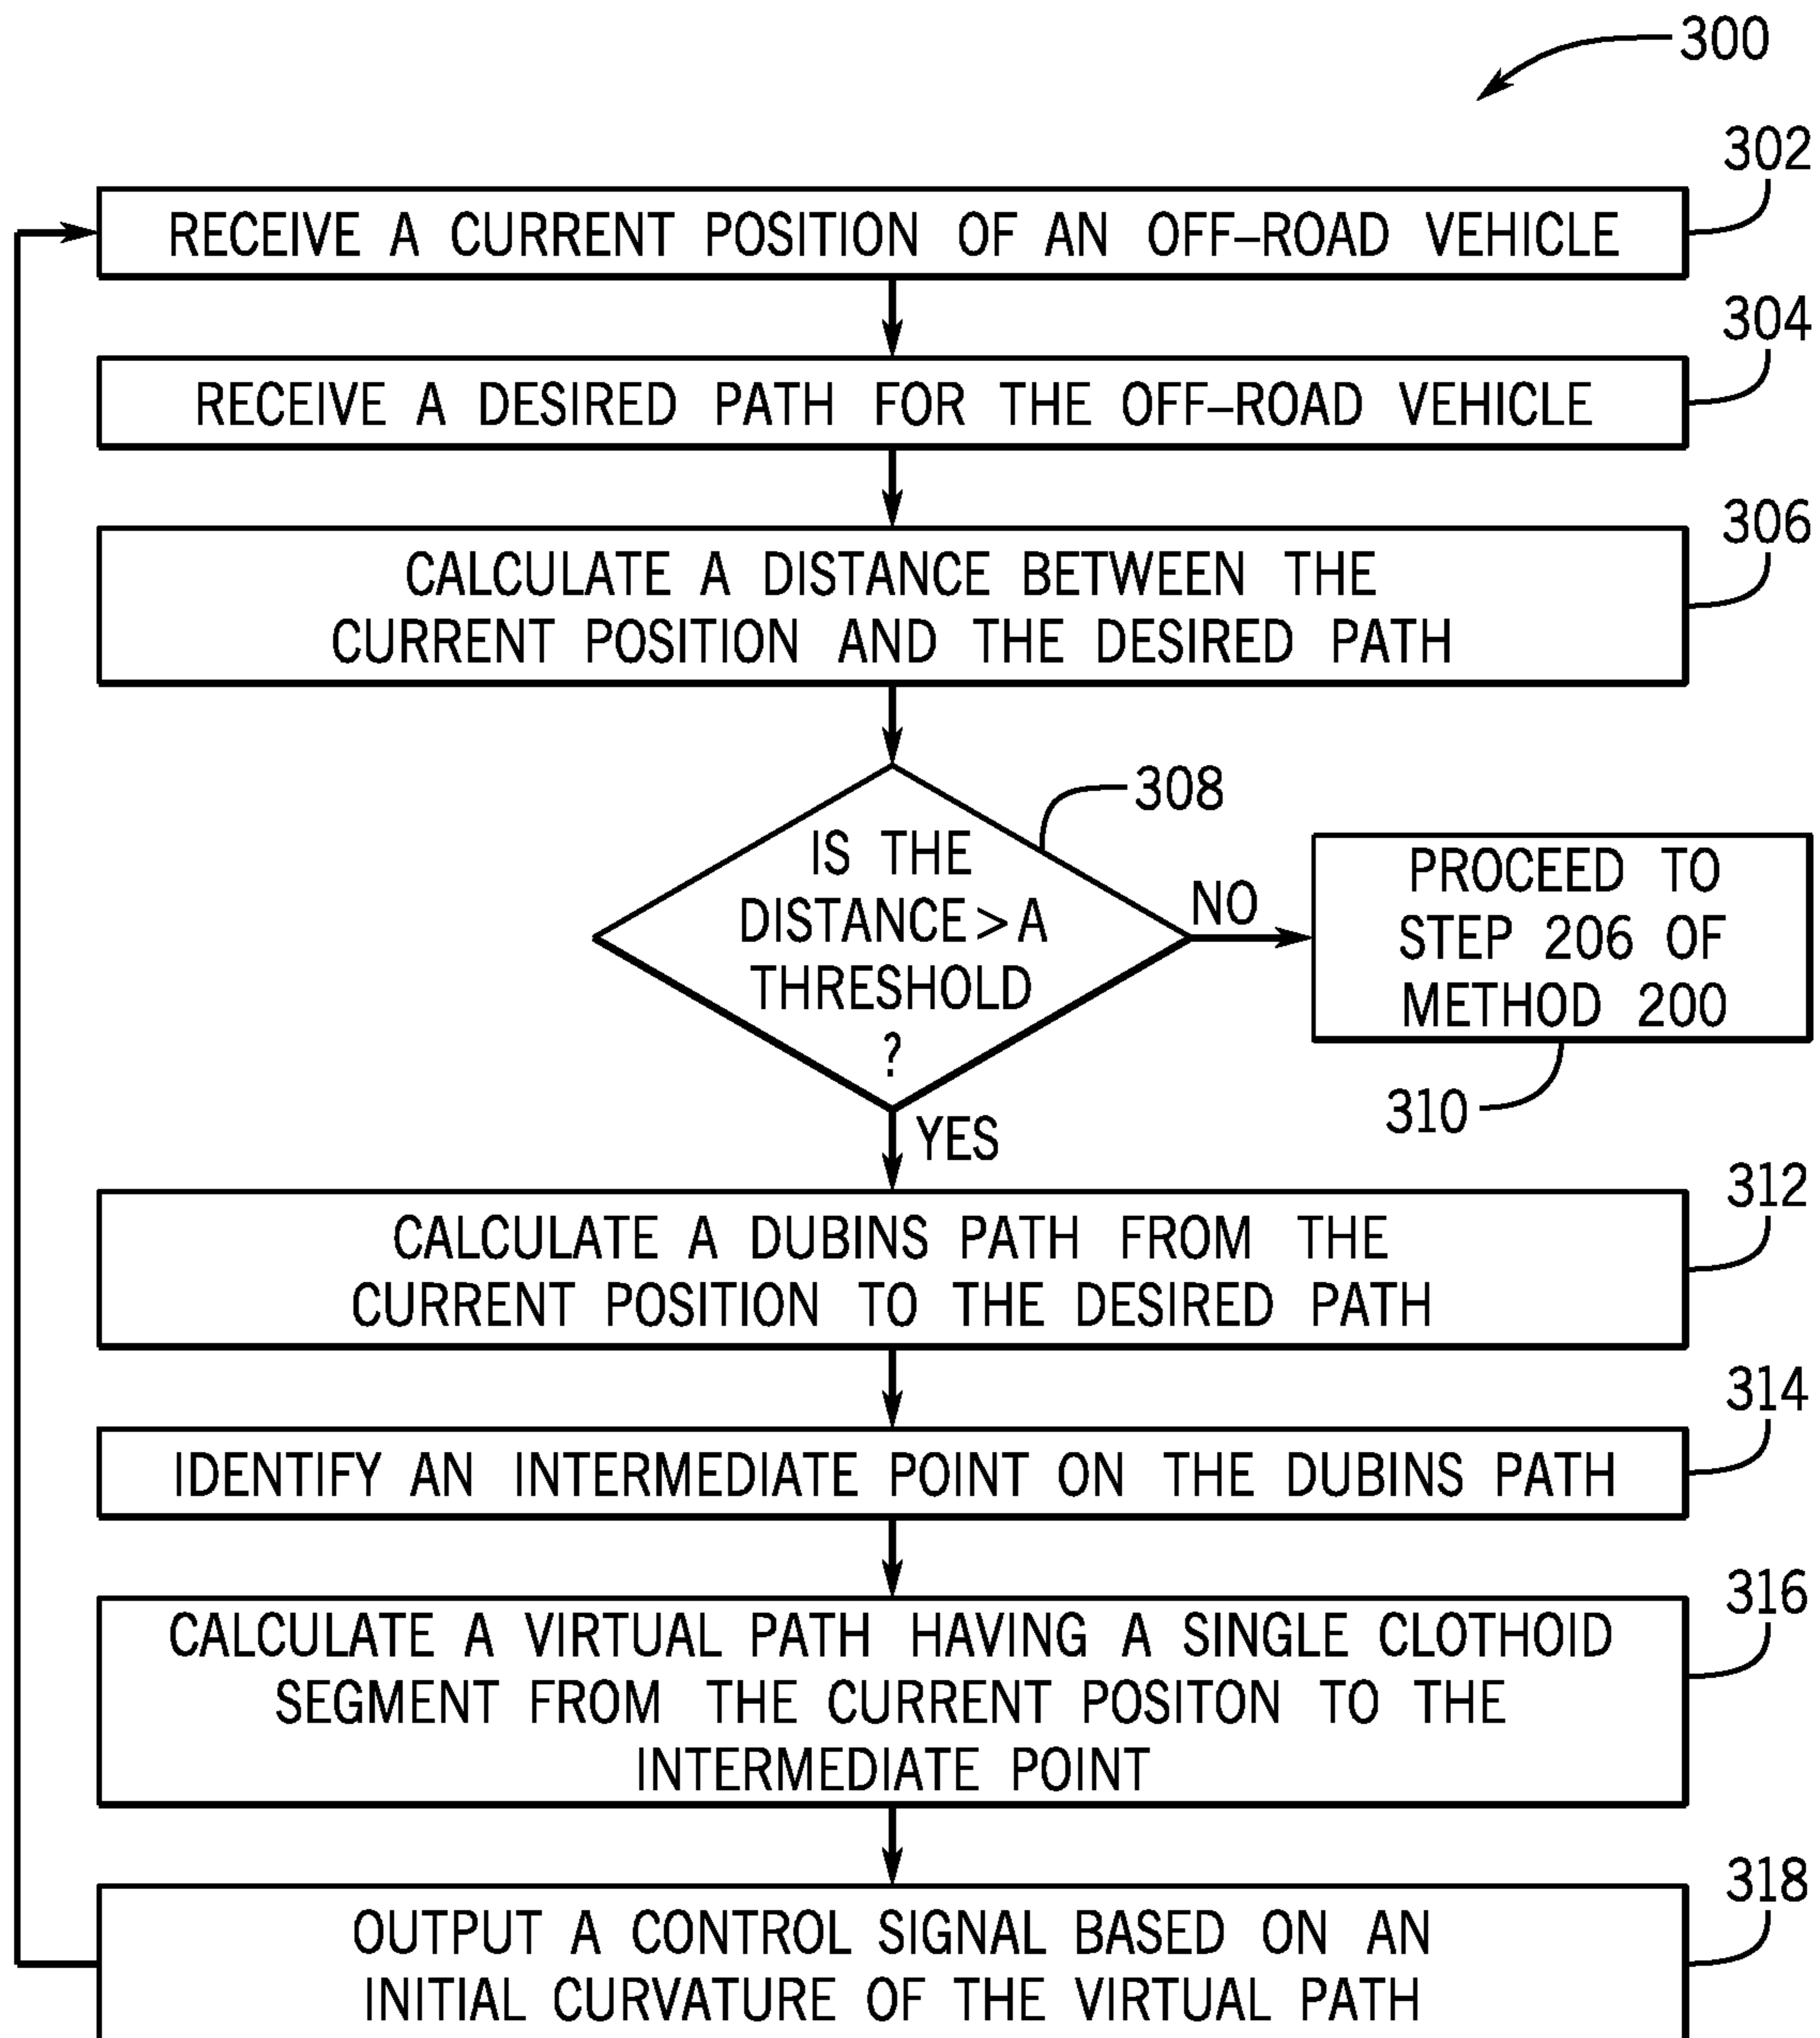 300
302
RECEIVE A CURRENT POSITION OF AN OFF-ROAD VEHICLE
304
RECEIVE A DESIRED PATH FOR THE OFF-ROAD VEHICLE
306
CALCULATE A DISTANCE BETWEEN THE
CURRENT POSITION AND THE DESIRED PATH
308
IS THE
DISTANCE > A
THRESHOLD
?
NO
PROCEED TO
STEP 206 OF
METHOD 200
310
YES
312
CALCULATE A DUBINS PATH FROM THE
CURRENT POSITION TO THE DESIRED PATH
314
IDENTIFY AN INTERMEDIATE POINT ON THE DUBINS PATH
316
CALCULATE A VIRTUAL PATH HAVING A SINGLE CLOTHOID
SEGMENT FROM THE CURRENT POSITON TO THE
INTERMEDIATE POINT
318
OUTPUT A CONTROL SIGNAL BASED ON AN
INITIAL CURVATURE OF THE VIRTUAL PATH